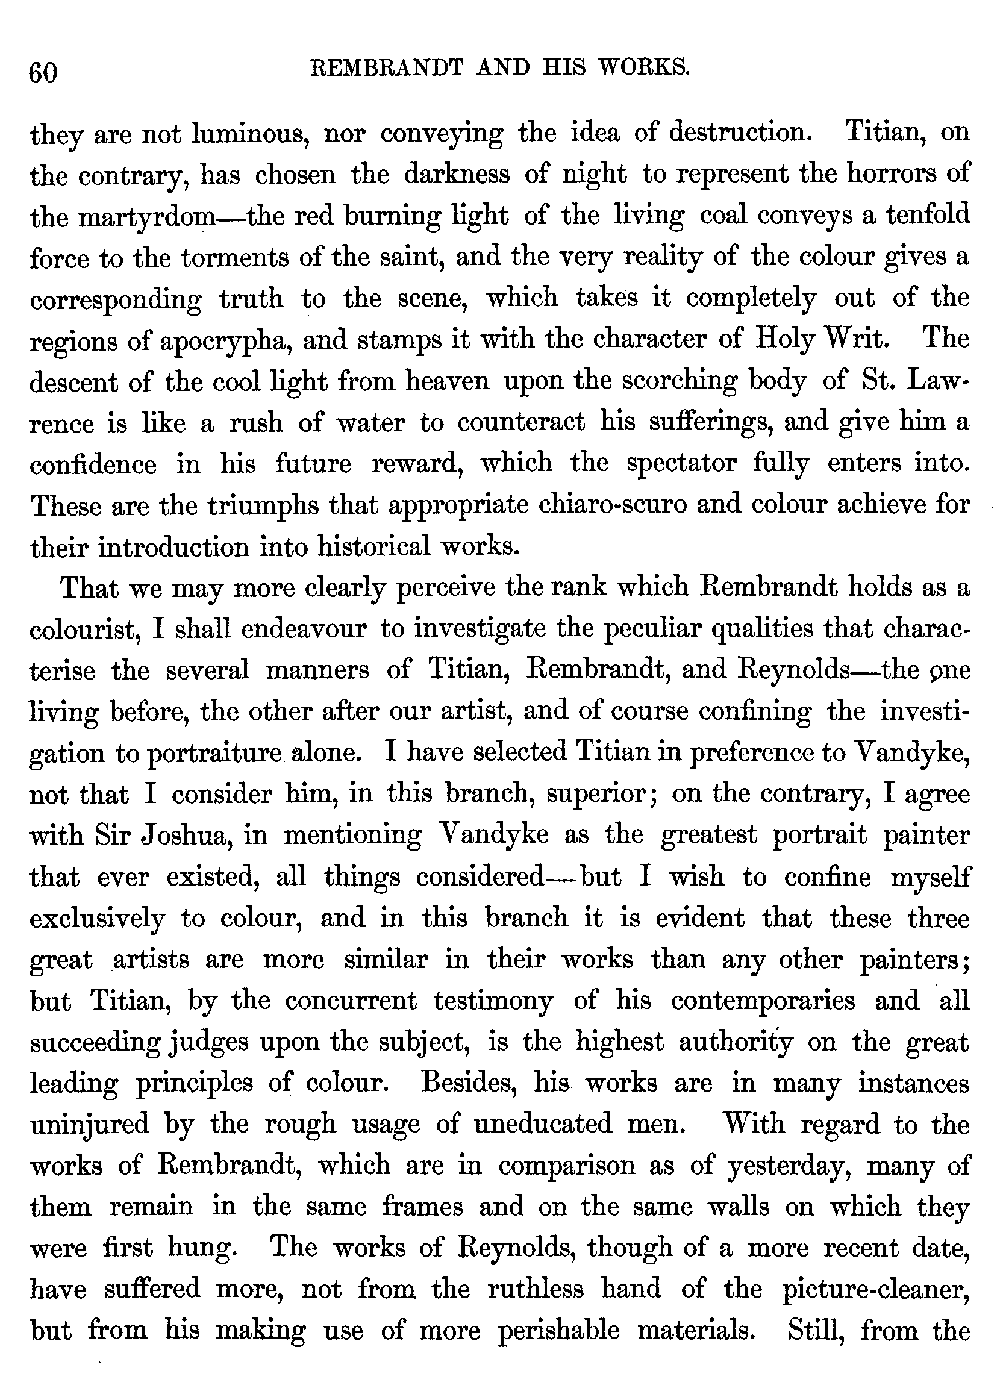 60 REMBRANDT AND HIS WORKS.
they are not luminous, nor conveying the idea of destruction. Titian, on
the contrary, has chosen the darkness of night to represent the horrors of
the martyrdom—the red burning light of the living coal conveys a tenfold
force to the torments of the saint, and the very reality of the colour gives a
corresponding truth to the scene, which takes it completely out of the
regions of apocrypha, and stamps it with the character of Holy Writ. The
descent of the cool light from heaven upon the scorching body of St. Law-
rence is like a rush of water to counteract his sufferings, and give him a
confidence in his future reward, which the spectator fully enters into.
These are the triumphs that appropriate chiaro-scuro and colour achieve for
their introduction into historical works.
That we may more clearly perceive the rank which Rembrandt holds as a
colourist, I shall endeavour to investigate the peculiar qualities that charac-
terise the several manners of Titian, Rembrandt, and Reynolds—the one
living before, the other after our artist, and of course confining the investi-
gation to portraiture alone. I have selected Titian in preference to Vandyke,
not that I consider him, in this branch, superior; on the contrary, I agree
with Sir Joshua, in mentioning Vandyke as the greatest portrait painter
that ever existed, all things considered—but I wish to confine myself
exclusively to colour, and in this branch it is evident that these three
great artists are more similar in their works than any other painters;
but Titian, by the concurrent testimony of his contemporaries and all
succeeding judges upon the subject, is the highest authority on the great
leading principles of colour. Besides, his works are in many instances
uninjured by the rough usage of uneducated men. With regard to the
works of Rembrandt, which are in comparison as of yesterday, many of
them remain in the same frames and on the same walls on which they
were first hung. The works of Reynolds, though of a more recent date,
have suffered more, not from the ruthless hand of the picture-cleaner,
but from his making use of more perishable materials. Still, from the